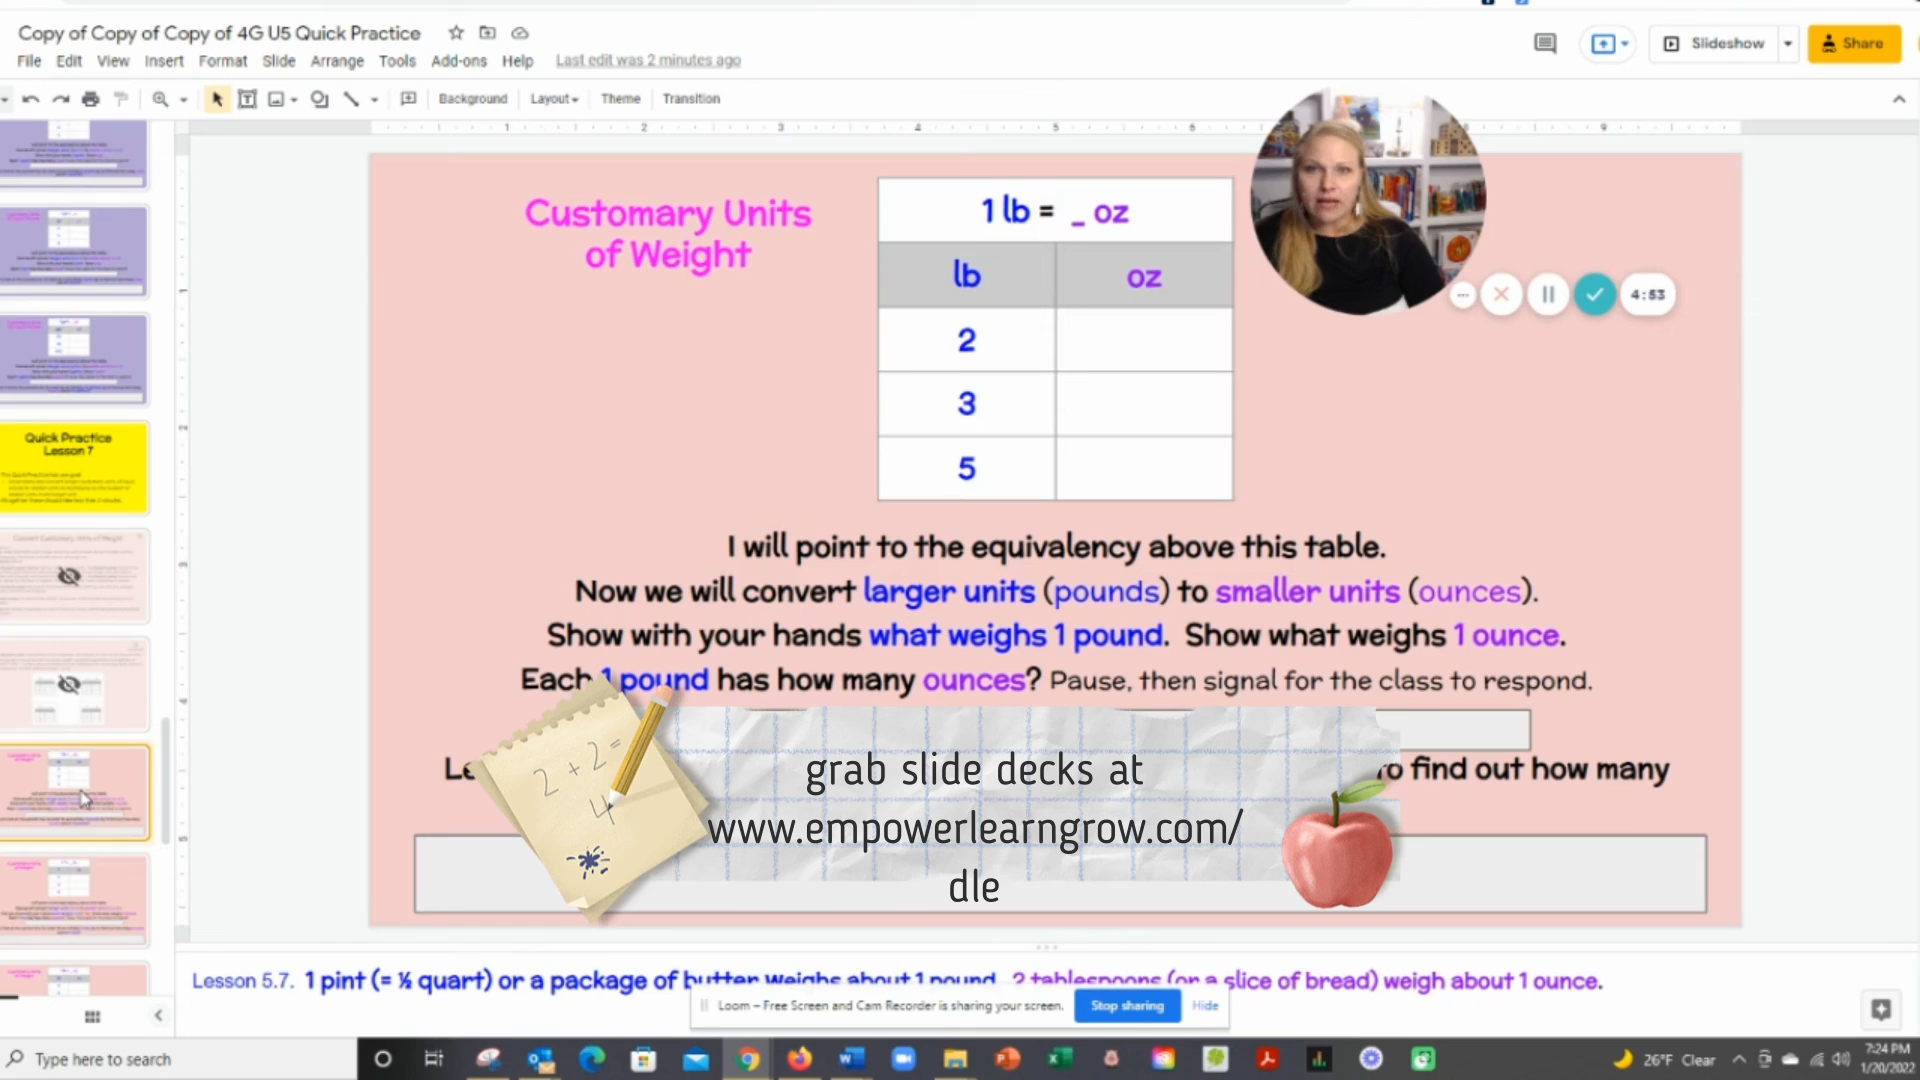 Copy of Copy of Copy of 4G U5 Quick Practice
File Edit View Insert Format Slide Arrange Tools Add-ons Help Last edit was 2 minutes ago
Slideshow
Share
Background Layout Theme Transition
1 2 3 4 5 6 9
Customary Units
of Weight
1 lb = _ oz
lb oz
2
3
5
4:53
I will point to the equivalency above this table.
Now we will convert larger units (pounds) to smaller units (ounces).
Show with your hands what weighs 1 pound. Show what weighs 1 ounce.
Each 1 pound has how many ounces? Pause, then signal for the class to respond.
to find out how many
2 + 2 =
4
grab slide decks at
www.empowerlearngrow.com/
dle
Quick Practice
Lesson 7
Lesson 5.7. 1 pint (= ½ quart) or a package of butter weighs about 1 pound. 2 tablespoons (or a slice of bread) weigh about 1 ounce.
Loom – Free Screen and Cam Recorder is sharing your screen. Stop sharing Hide
Type here to search
26°F Clear
7:24 PM
1/20/2022